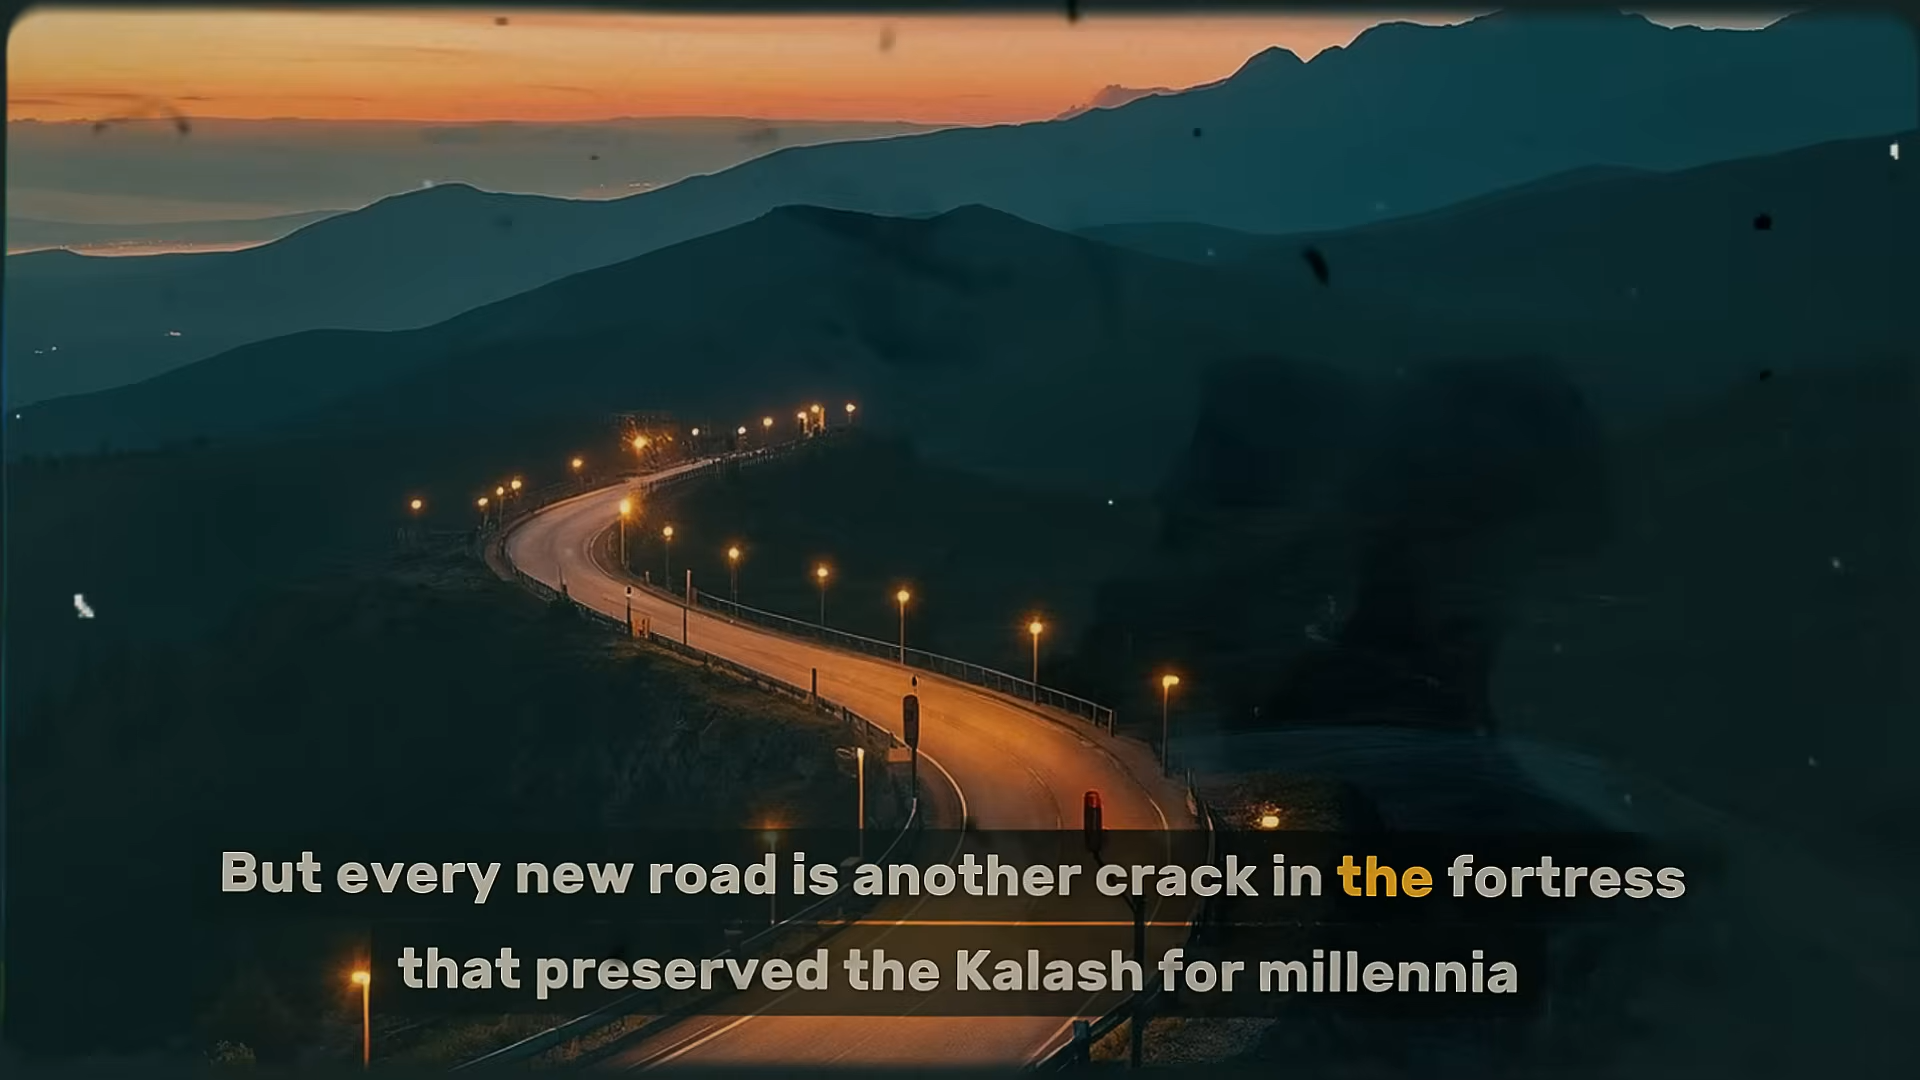 But every new road is another crack in the fortress
that preserved the Kalash for millennia